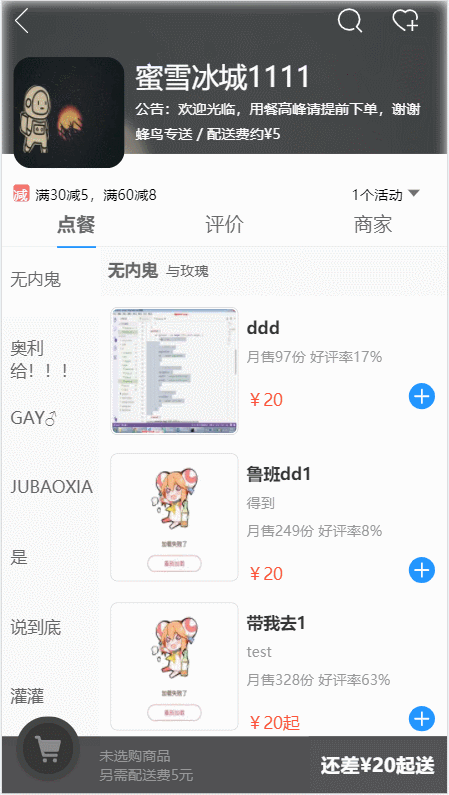 蜜雪冰城1111
公告：欢迎光临，用餐高峰请提前下单，谢谢
蜂鸟专送 / 配送费约¥5
减 满30减5，满60减8
1个活动
点餐
评价
商家
无内鬼
奥利
给！！！
GAY♂
JUBAOXIA
是
说到底
灌灌
无内鬼 与玫瑰
ddd
月售97份 好评率17%
￥20
鲁班dd1
得到
月售249份 好评率8%
￥20
加载失败了
重新加载
带我去1
test
月售328份 好评率63%
￥20起
加载失败了
重新加载
未选购商品
另需配送费5元
还差¥20起送